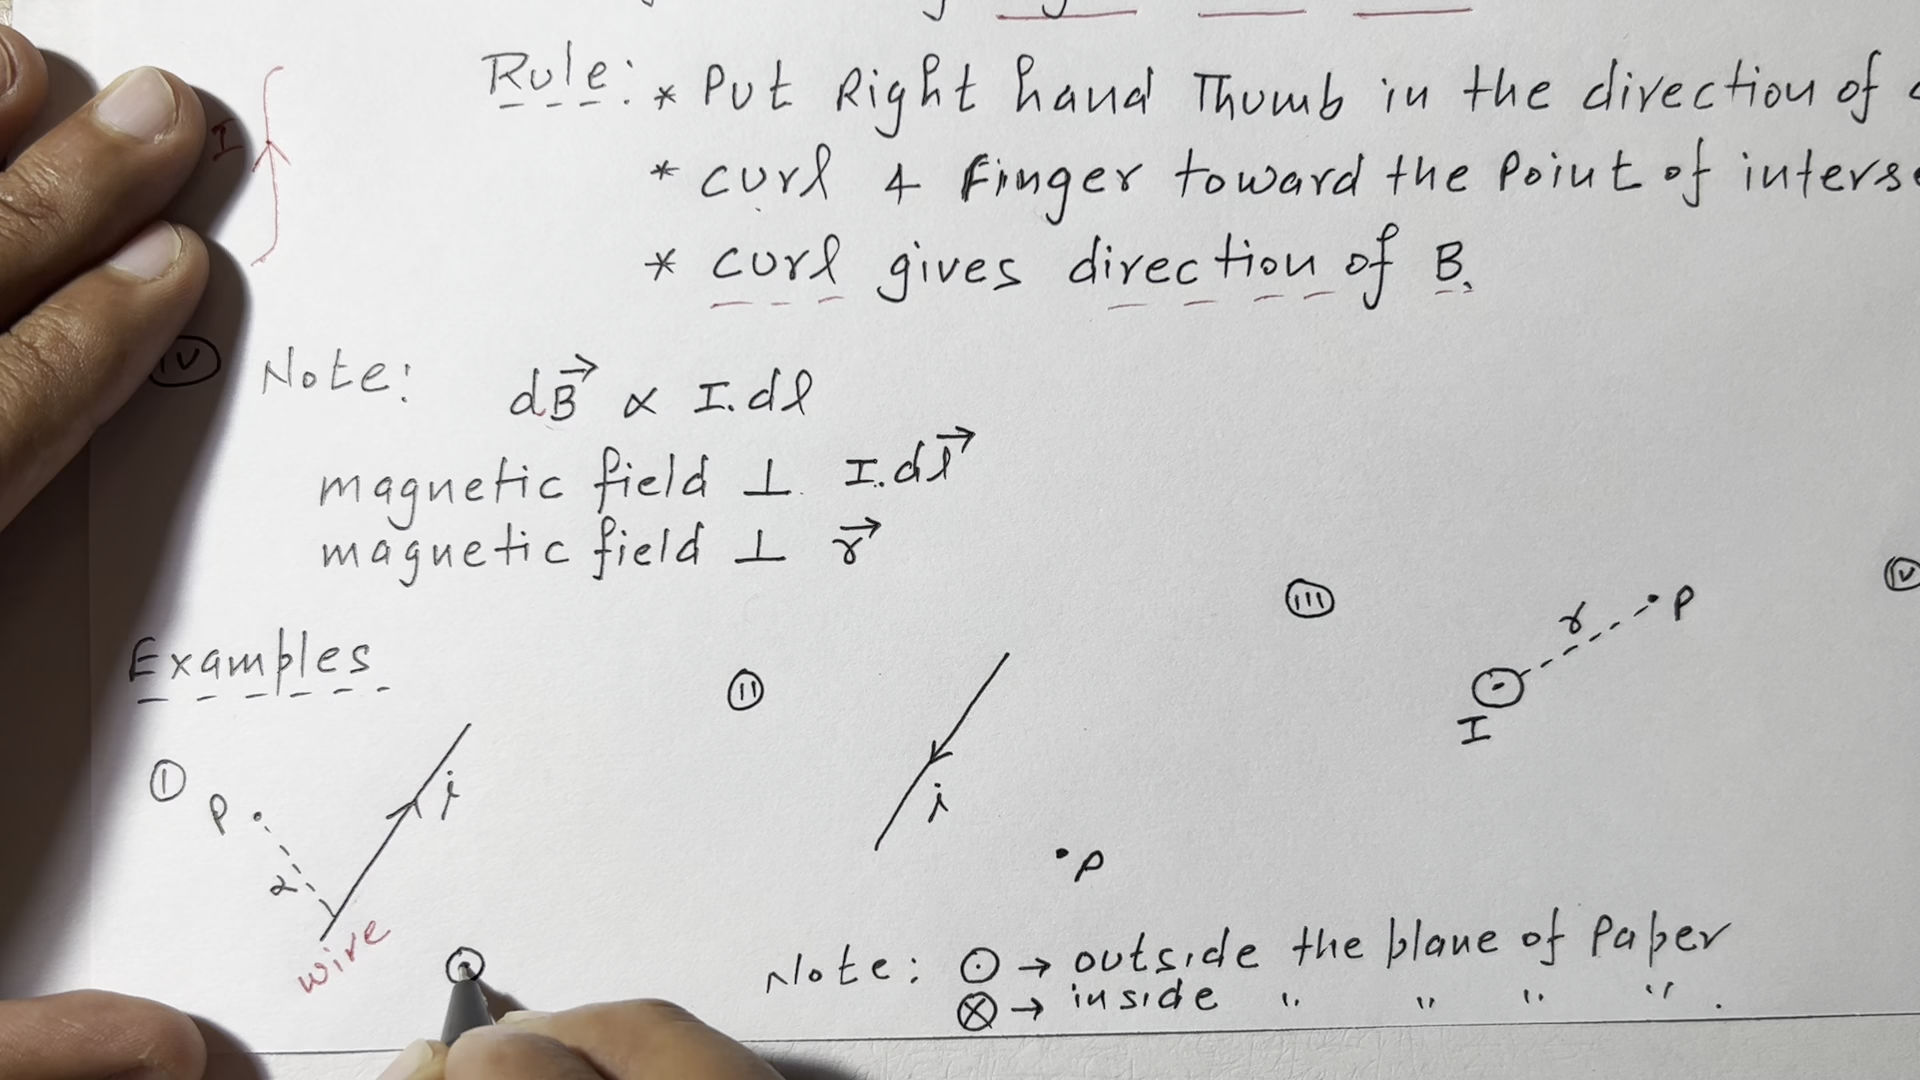 Rule: * Put Right hand Thumb in the direction of
* curl 4 Finger toward the Point of
* curl gives direction of B.
I
IV Note: dB→ ∝ I.dl
magnetic field ⊥ I.dl→
magnetic field ⊥ r→
Examples
I P r i wire
II i P
III r P I
IV
Note: ⊙ → outside the plane of Paper
⊗ → inside " " " " .